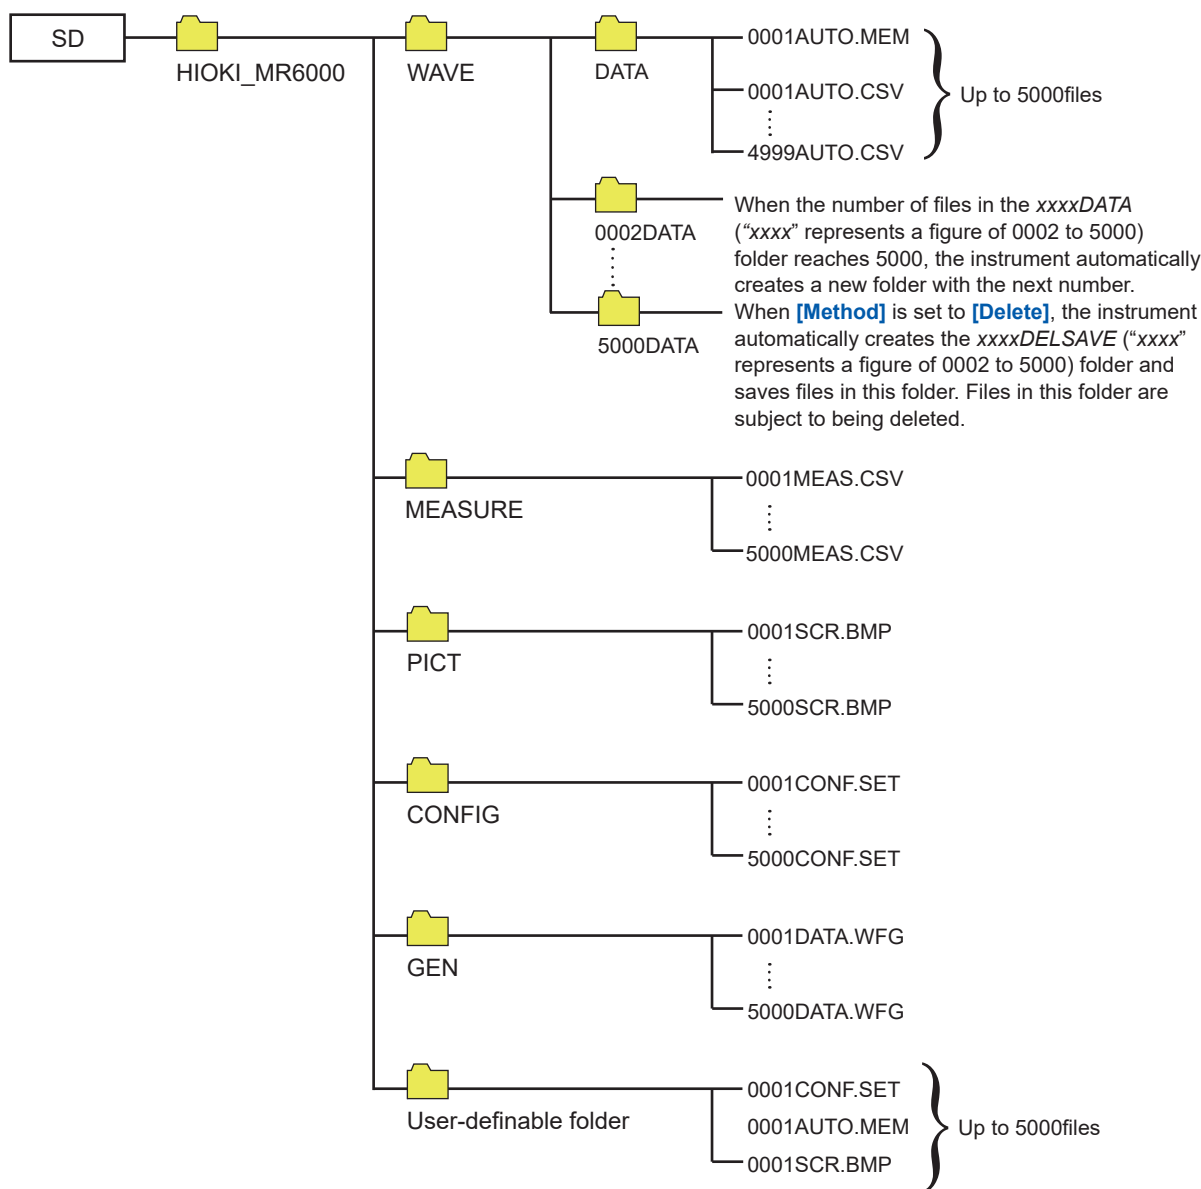 SD
HIOKI_MR6000
WAVE
DATA
0001AUTO.MEM
0001AUTO.CSV
4999AUTO.CSV
Up to 5000files
0002DATA
When the number of files in the xxxxDATA
(“xxxx” represents a figure of 0002 to 5000)
folder reaches 5000, the instrument automatically
creates a new folder with the next number.
5000DATA
When [Method] is set to [Delete], the instrument
automatically creates the xxxxDELSAVE (“xxxx”
represents a figure of 0002 to 5000) folder and
saves files in this folder. Files in this folder are
subject to being deleted.
MEASURE
0001MEAS.CSV
5000MEAS.CSV
PICT
0001SCR.BMP
5000SCR.BMP
CONFIG
0001CONF.SET
5000CONF.SET
GEN
0001DATA.WFG
5000DATA.WFG
User-definable folder
0001CONF.SET
0001AUTO.MEM
0001SCR.BMP
Up to 5000files